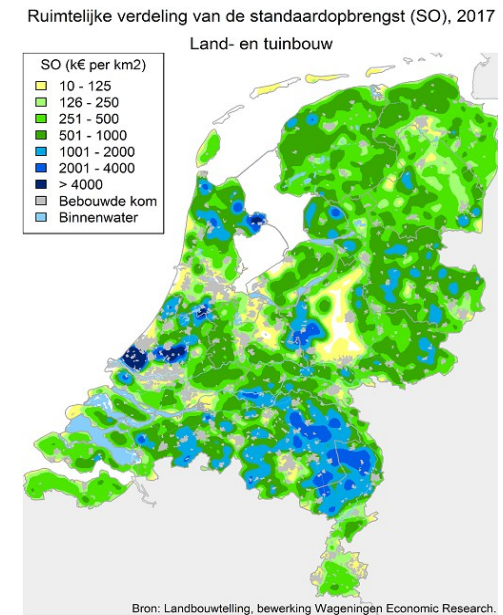 Ruimtelijke verdeling van de standaardopbrengst (SO), 2017
Land- en tuinbouw
SO (k€ per km2)
10 - 125
126 - 250
251 - 500
501 - 1000
1001 - 2000
2001 - 4000
> 4000
Bebouwde kom
Binnenwater
Bron: Landbouwtelling, bewerking Wageningen Economic Research.